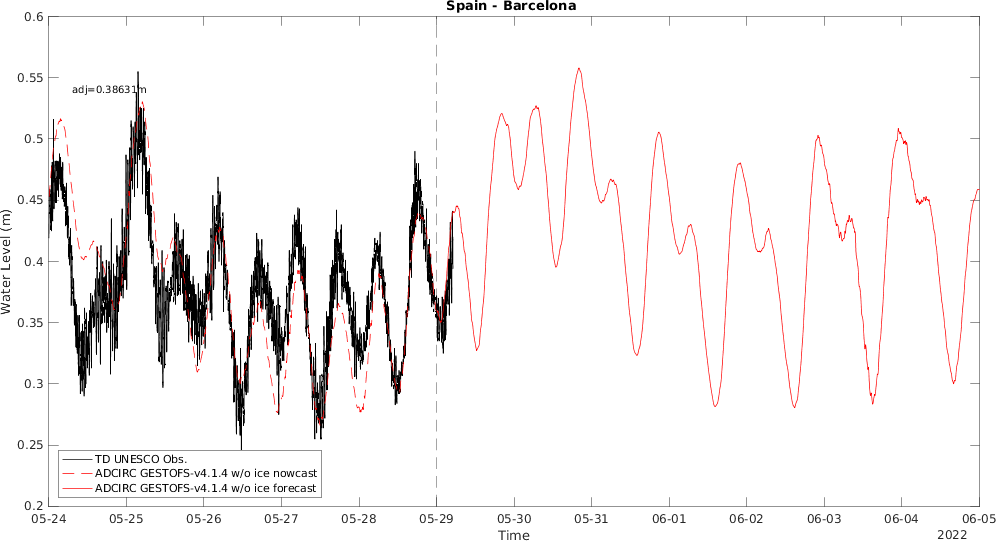 Spain - Barcelona
0.6
0.55
adj=0.38631m
0.5
0.45
0.4
Water Level (m)
0.35
0.3
0.25
TD UNESCO Obs.
ADCIRC GESTOFS-v4.1.4 w/o ice nowcast
ADCIRC GESTOFS-v4.1.4 w/o ice forecast
0.2
05-24 05-25 05-26 05-27 05-28 05-29 05-30 05-31 06-01 06-02 06-03 06-04 06-05
Time
2022